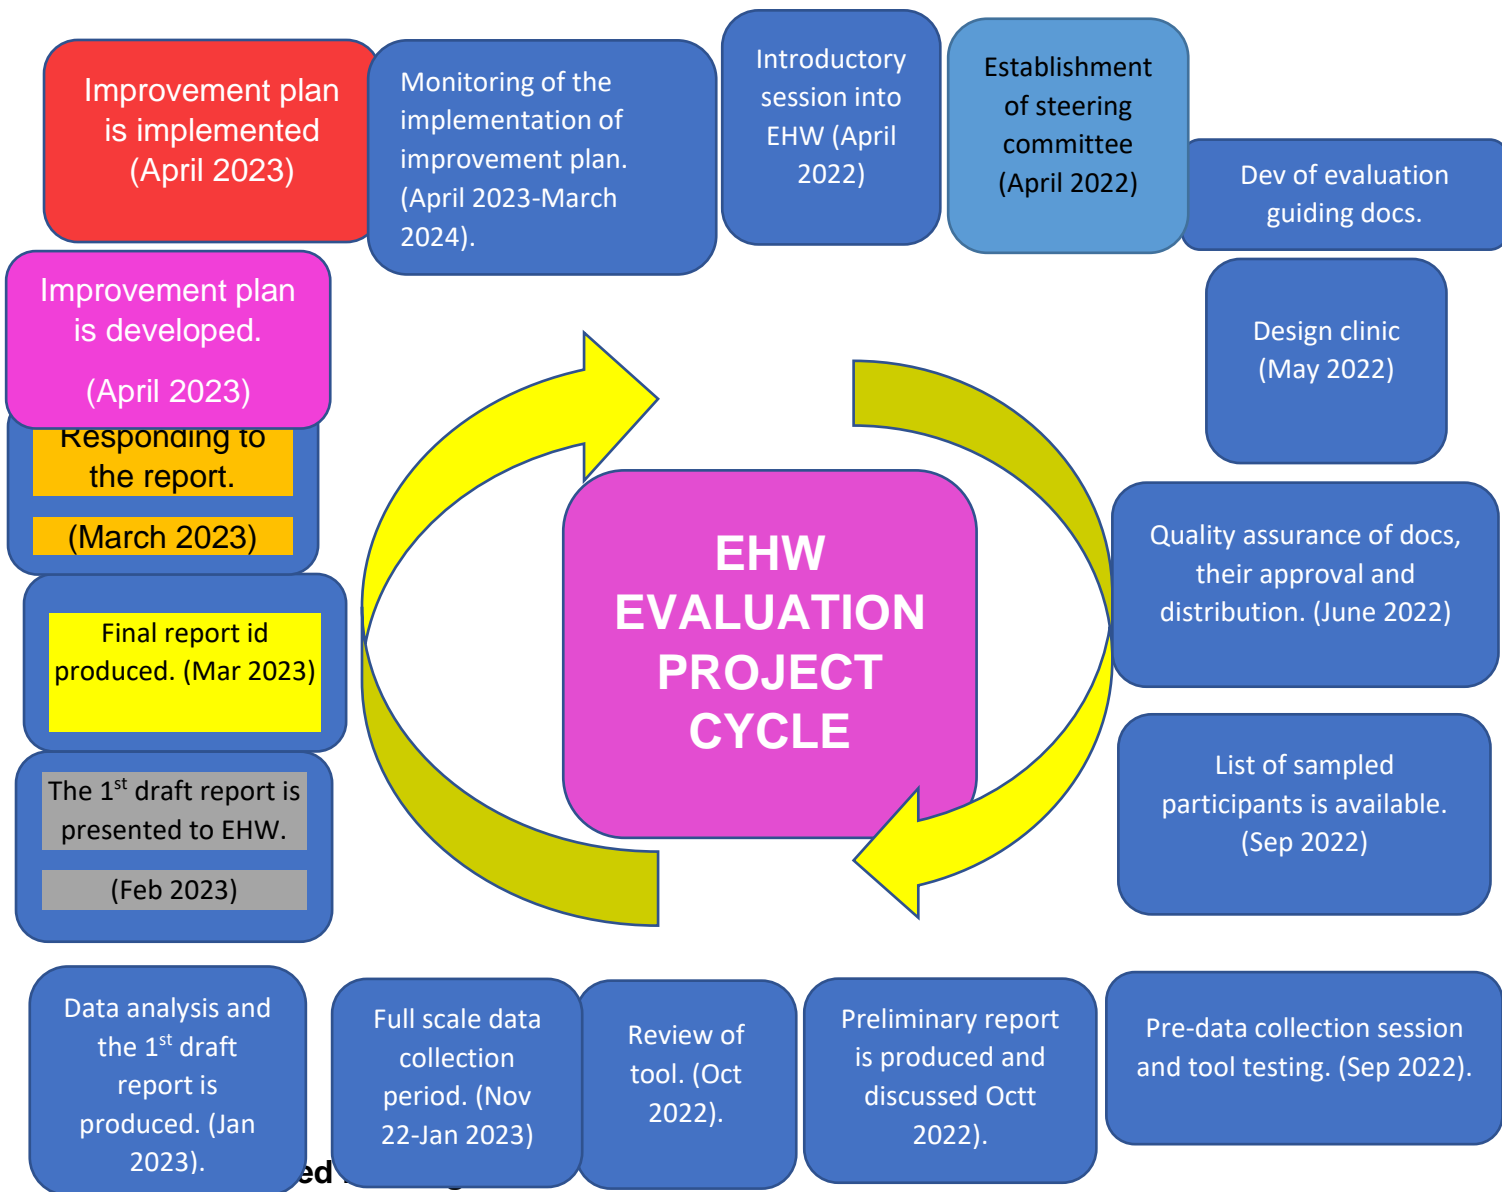 Improvement plan
is implemented
(April 2023)
Monitoring of the
implementation of
improvement plan.
(April 2023-March
2024).
Introductory
session into
EHW (April
2022)
Establishment
of steering
committee
(April 2022)
Dev of evaluation
guiding docs.
Design clinic
(May 2022)
Quality assurance of docs,
their approval and
distribution. (June 2022)
List of sampled
participants is available.
(Sep 2022)
Pre-data collection session
and tool testing. (Sep 2022).
Preliminary report
is produced and
discussed Octt
2022).
Review of
tool. (Oct
2022).
Full scale data
collection
period. (Nov
22-Jan 2023)
Data analysis and
the 1st draft
report is
produced. (Jan
2023).
The 1st draft report is
presented to EHW.
(Feb 2023)
Final report id
produced. (Mar 2023)
Responding to
the report.
(March 2023)
Improvement plan
is developed.
(April 2023)
EHW
EVALUATION
PROJECT
CYCLE